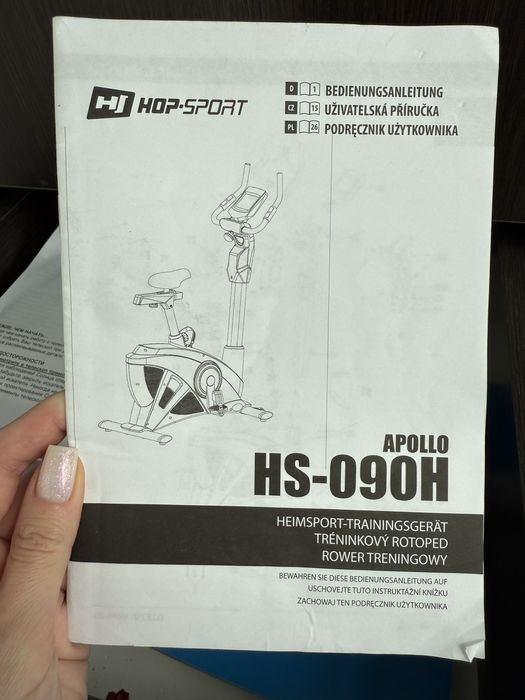 HOP-SPORT
D 1 BEDIENUNGSANLEITUNG
CZ 15 UŽIVATELSKÁ PŘÍRUČKA
PL 26 PODRĘCZNIK UŻYTKOWNIKA
APOLLO
HS-090H
HEIMSPORT-TRAININGSGERÄT
TRÉNINKOVÝ ROTOPED
ROWER TRENINGOWY
BEWAHREN SIE DIESE BEDIENUNGSANLEITUNG AUF
USCHOVEJTE TUTO INSTRUKTÁŽNÍ KNÍŽKU
ZACHOWAJ TEN PODRĘCZNIK UŻYTKOWNIKA